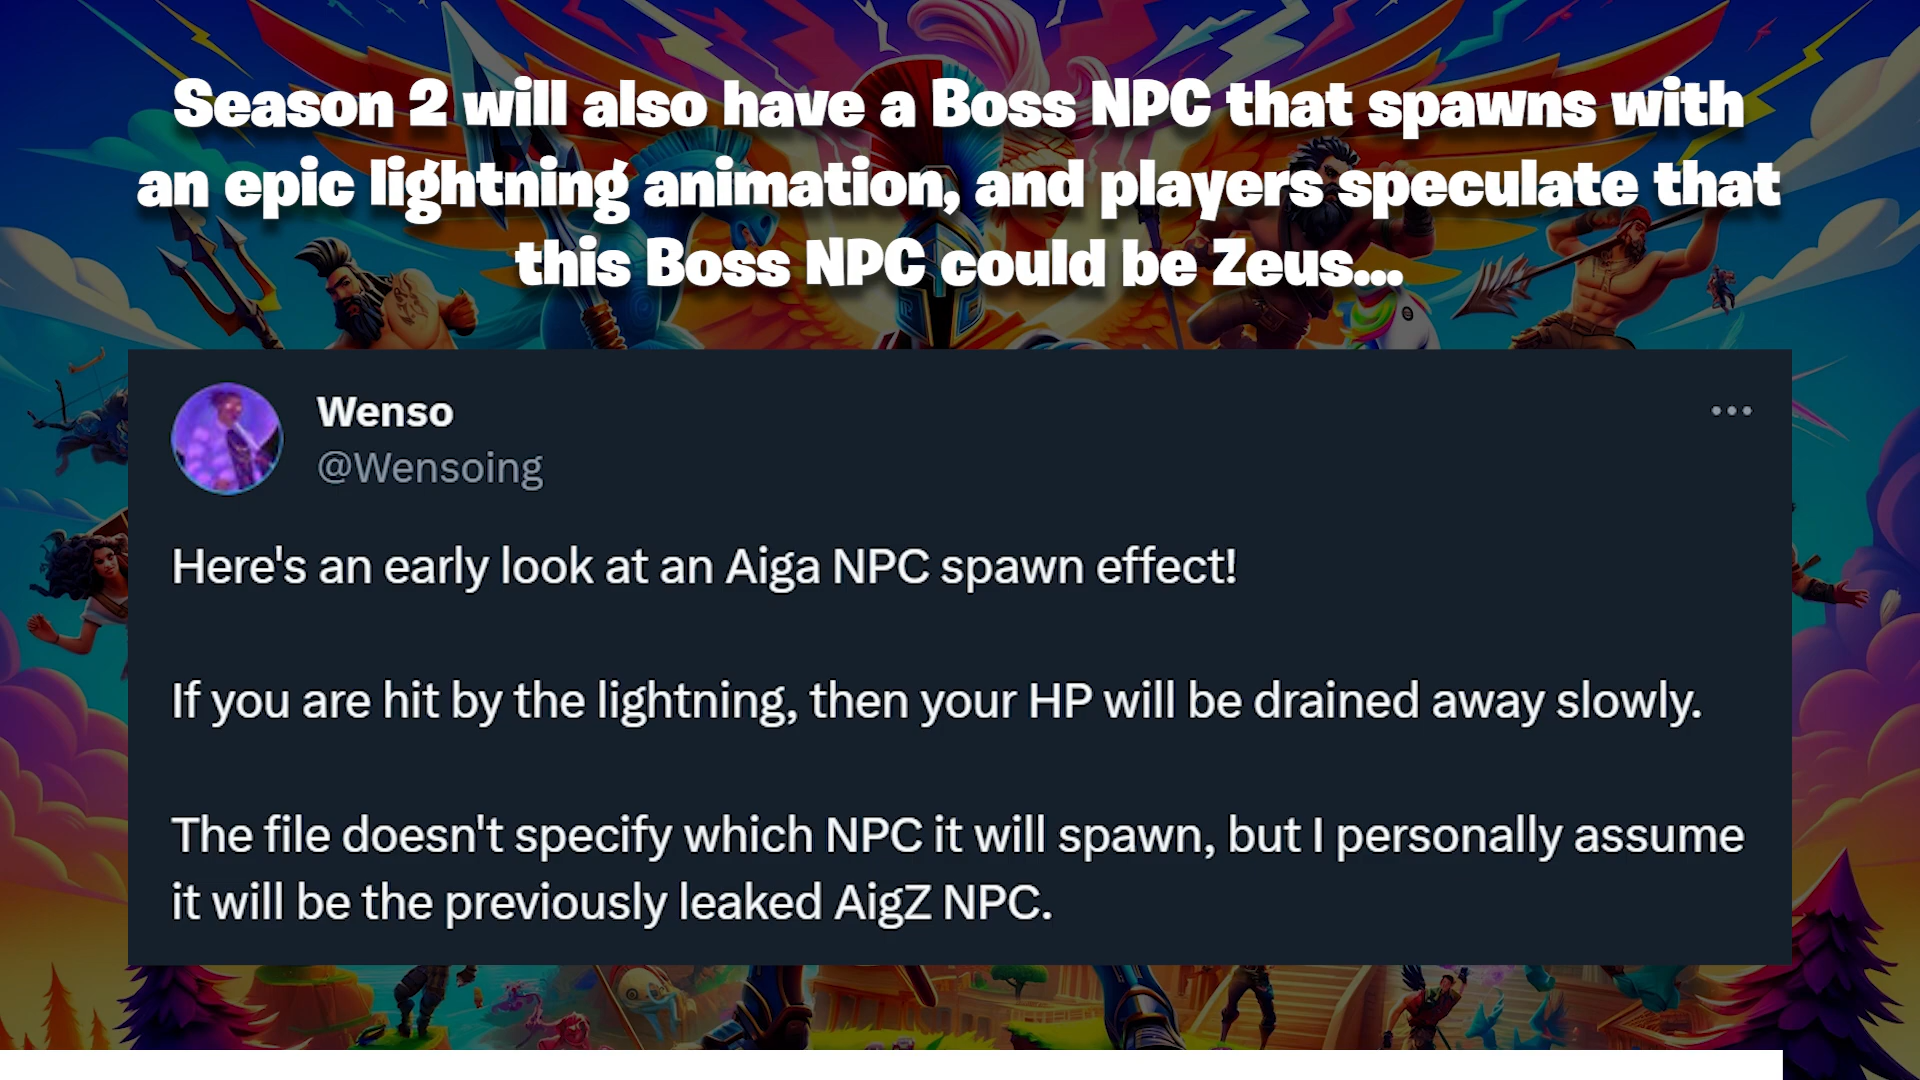 Season 2 will also have a Boss NPC that spawns with
an epic lightning animation, and players speculate that
this Boss NPC could be Zeus...
Wenso
@Wensoing
Here's an early look at an Aiga NPC spawn effect!
If you are hit by the lightning, then your HP will be drained away slowly.
The file doesn't specify which NPC it will spawn, but I personally assume
it will be the previously leaked AigZ NPC.